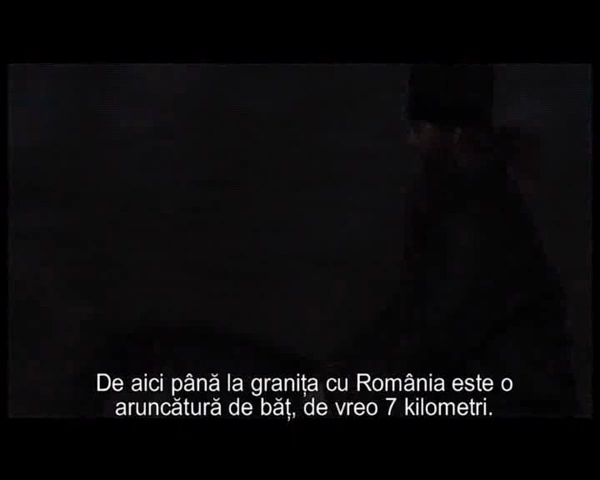 De aici până la granița cu România este o
aruncătură de băț, de vreo 7 kilometri.